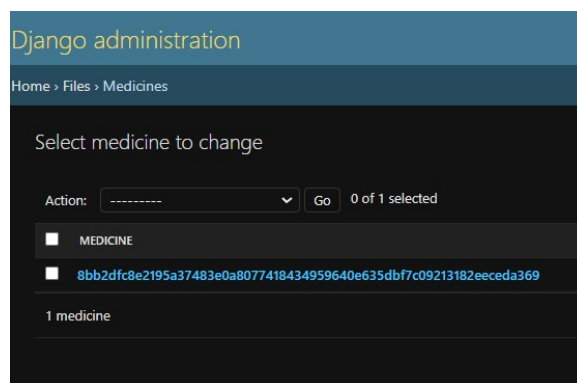 Django administration
Home › Files › Medicines
Select medicine to change
Action: --------- Go 0 of 1 selected
MEDICINE
8bb2dfc8e2195a37483e0a8077418434959640e635dbf7c09213182eeceda369
1 medicine